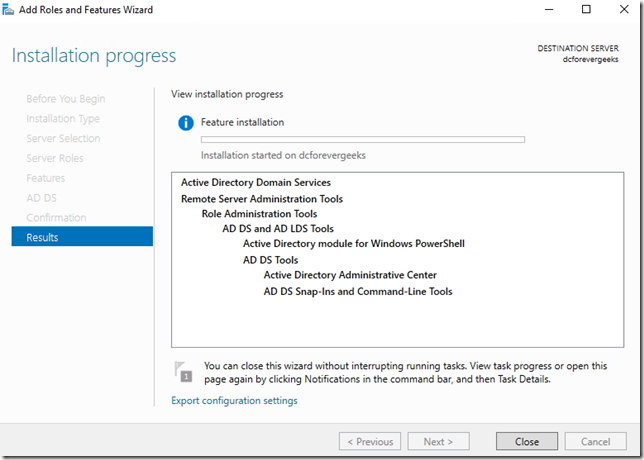 Add Roles and Features Wizard
Installation progress
DESTINATION SERVER
dcforevergeeks
Before You Begin
Installation Type
Server Selection
Server Roles
Features
AD DS
Confirmation
Results
View installation progress
Feature installation
Installation started on dcforevergeeks
Active Directory Domain Services
Remote Server Administration Tools
Role Administration Tools
AD DS and AD LDS Tools
Active Directory module for Windows PowerShell
AD DS Tools
Active Directory Administrative Center
AD DS Snap-Ins and Command-Line Tools
1
You can close this wizard without interrupting running tasks. View task progress or open this
page again by clicking Notifications in the command bar, and then Task Details.
Export configuration settings
< Previous
Next >
Close
Cancel